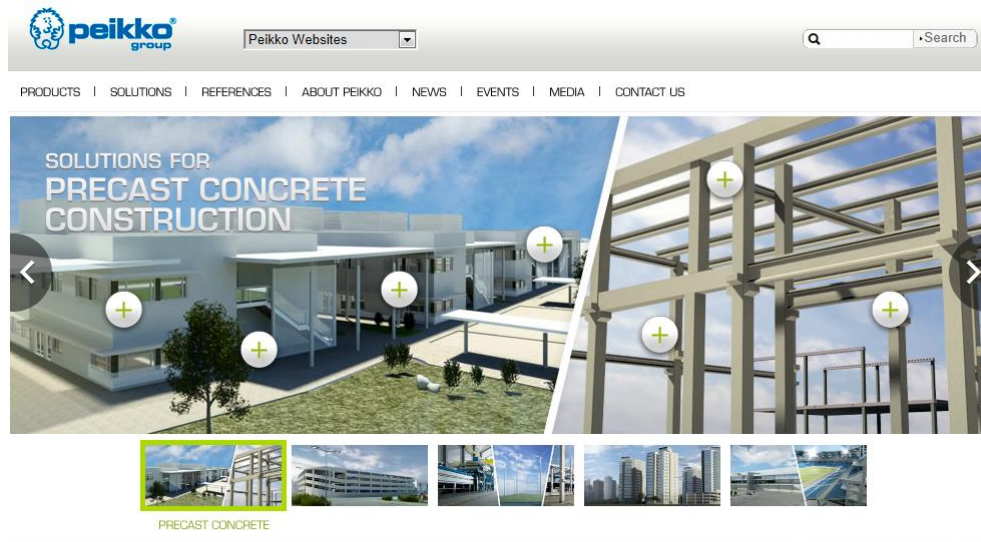 peikko®
group
Peikko Websites
Search
PRODUCTS | SOLUTIONS | REFERENCES | ABOUT PEIKKO | NEWS | EVENTS | MEDIA | CONTACT US
SOLUTIONS FOR
PRECAST CONCRETE
CONSTRUCTION
PRECAST CONCRETE